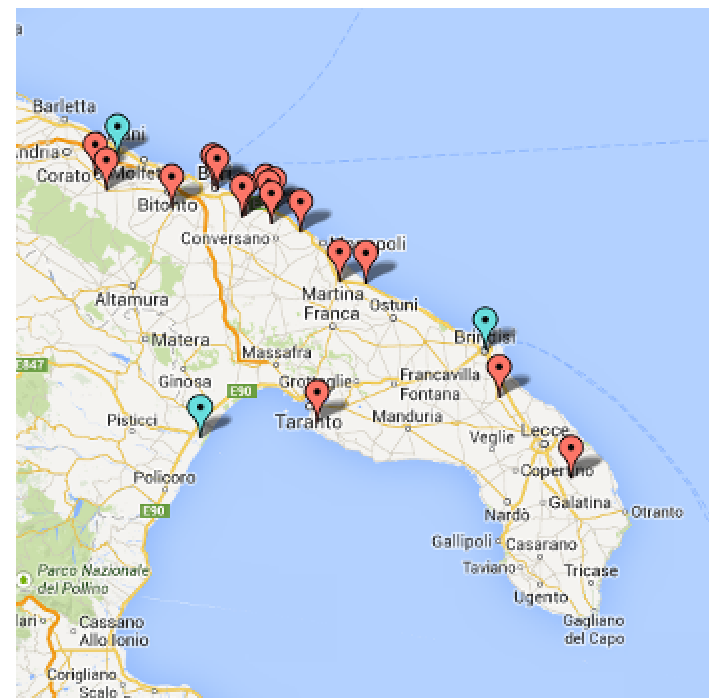 Barletta
Corato
Bitonto
Conversano
Altamura
Martina
Franca
Ostuni
Matera
Massafra
E847
Ginosa
E90
Grottaglie
Francavilla
Fontana
Pisticci
Taranto
Manduria
Veglie
Lecce
Policoro
Galatina
E90
Nardò
Otranto
Gallipoli
Casarano
Taviano
Tricase
Parco Nazionale
del Pollino
Ugento
Cassano
Allo Ionio
Gagliano
del Capo
Corigliano
Scalo